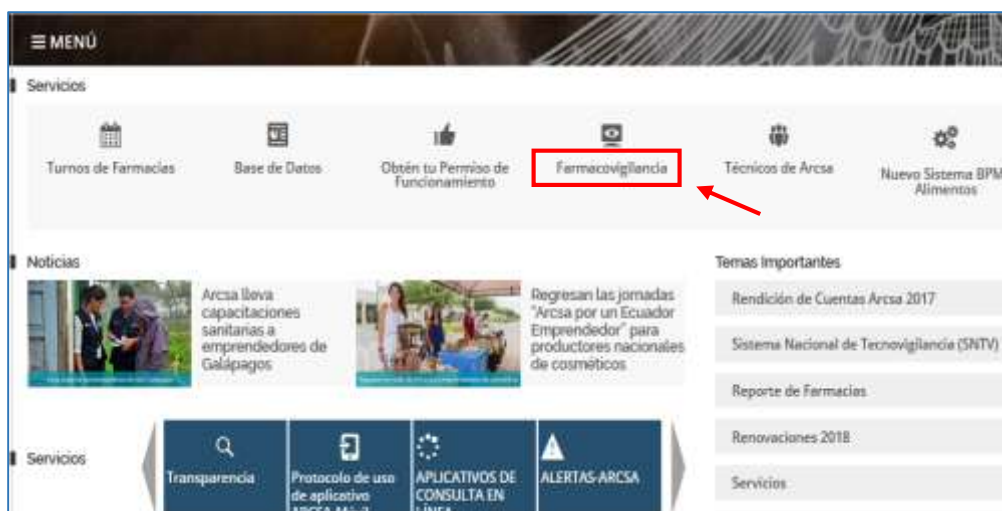 MENÚ
Servicios
Turnos de Farmacias
Base de Datos
Obtén tu Permiso de
Funcionamiento
Farmacovigilancia
Técnicos de Arcsa
Nuevo Sistema BPM
Alimentos
Noticias
Arcsa lleva
capacitaciones
sanitarias a
emprendedores de
Galápagos
Regresan las jornadas
"Arcsa por un Ecuador
Emprendedor" para
productores nacionales
de cosméticos
Temas Importantes
Rendición de Cuentas Arcsa 2017
Sistema Nacional de Tecnovigilancia (SNTV)
Reporte de Farmacias
Renovaciones 2018
Servicios
Servicios
Transparencia
Protocolo de uso
de aplicativo
ARCSA Móvil
APLICATIVOS DE
CONSULTA EN
LÍNEA
ALERTAS-ARCSA